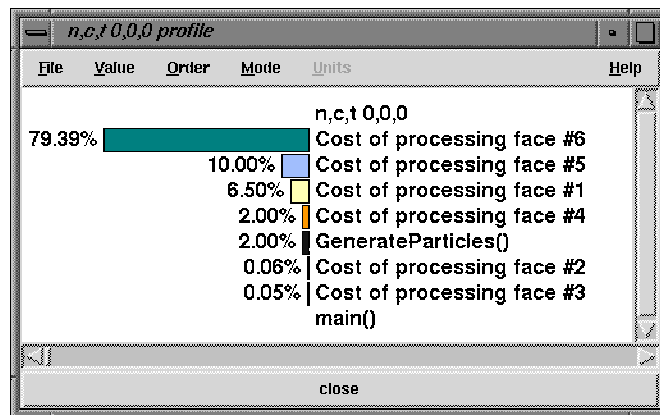 n,c,t 0,0,0 profile
File Value Order Mode Units Help
n,c,t 0,0,0
79.39% Cost of processing face #6
10.00% Cost of processing face #5
6.50% Cost of processing face #1
2.00% Cost of processing face #4
2.00% GenerateParticles()
0.06% Cost of processing face #2
0.05% Cost of processing face #3
main()
close